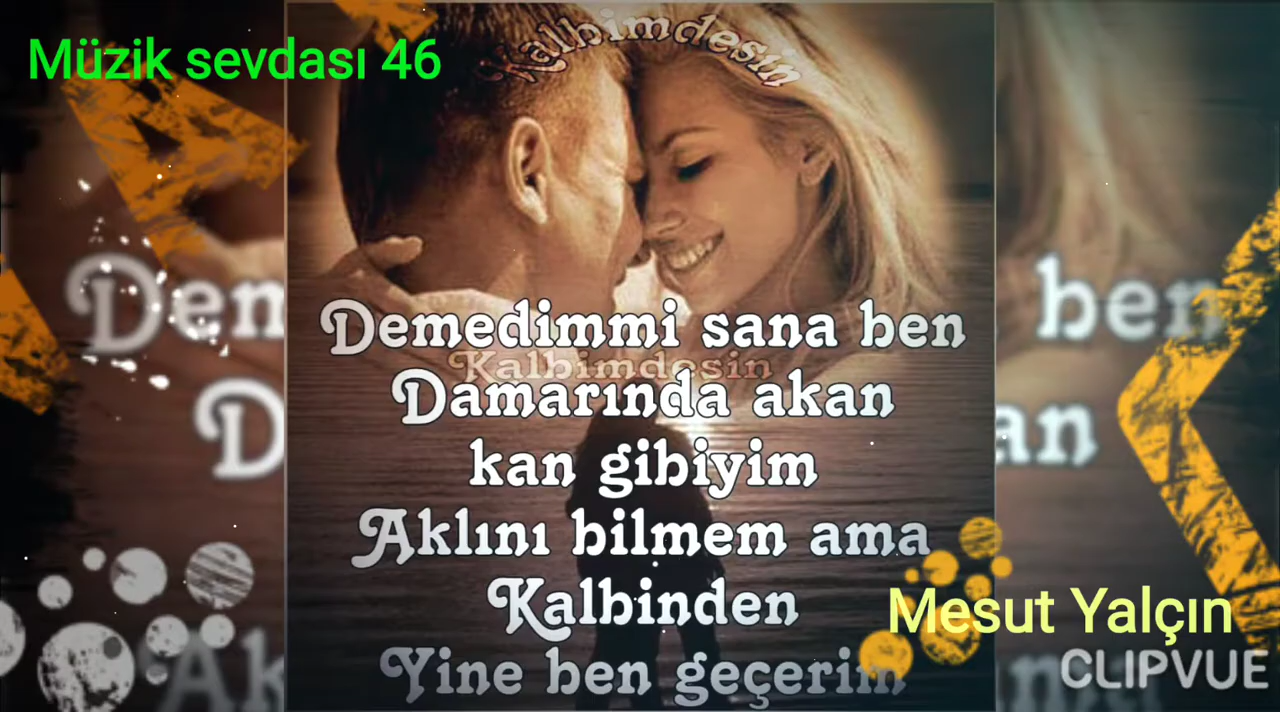 Müzik sevdası 46
Kalbimdesin
Demedimmi sana ben
Kalbimdesin
Damarında akan
kan gibiyim
Aklını bilmem ama
Kalbinden
Yine ben geçerim
Mesut Yalçın
CLIPVUE